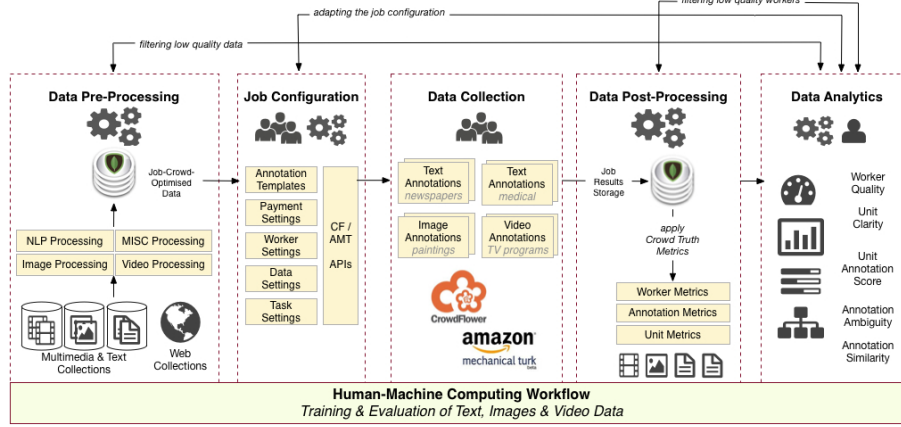 filtering low quality workers
adapting the job configuration
filtering low quality data
Data Pre-Processing
Job-Crowd-
Optimised
Data
NLP Processing
MISC Processing
Image Processing
Video Processing
Multimedia & Text
Collections
Web
Collections
Job Configuration
Annotation
Templates
Payment
Settings
Worker
Settings
Data
Settings
Task
Settings
CF /
AMT
APIs
Data Collection
Text
Annotations
newspapers
Text
Annotations
medical
Image
Annotations
paintings
Video
Annotations
TV programs
CrowdFlower
amazon
mechanical turk
beta
Data Post-Processing
Job
Results
Storage
apply
Crowd Truth
Metrics
Worker Metrics
Annotation Metrics
Unit Metrics
Data Analytics
Worker
Quality
Unit
Clarity
Unit
Annotation
Score
Annotation
Ambiguity
Annotation
Similarity
Human-Machine Computing Workflow
Training & Evaluation of Text, Images & Video Data